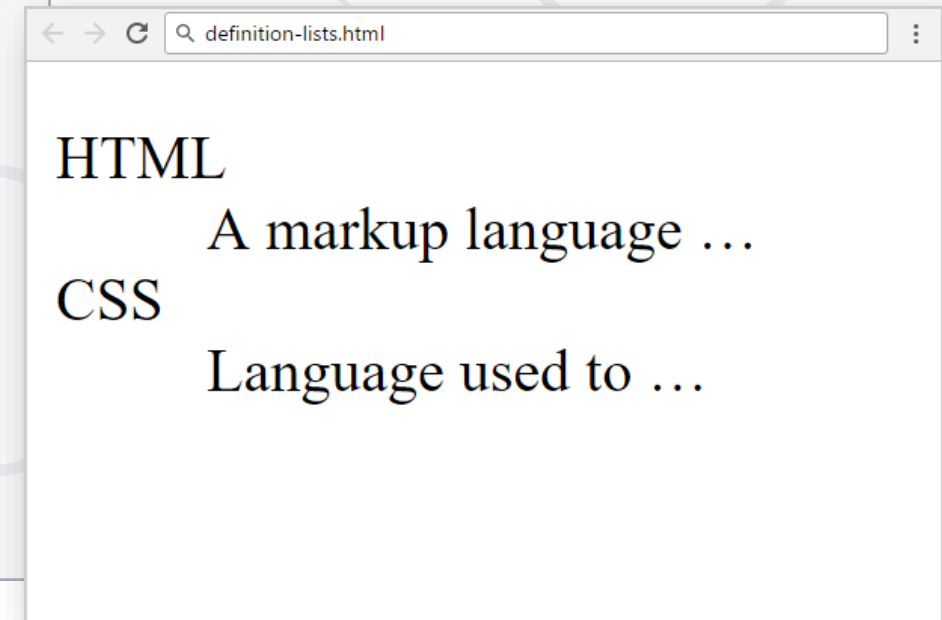 definition-lists.html
HTML
A markup language …
CSS
Language used to …